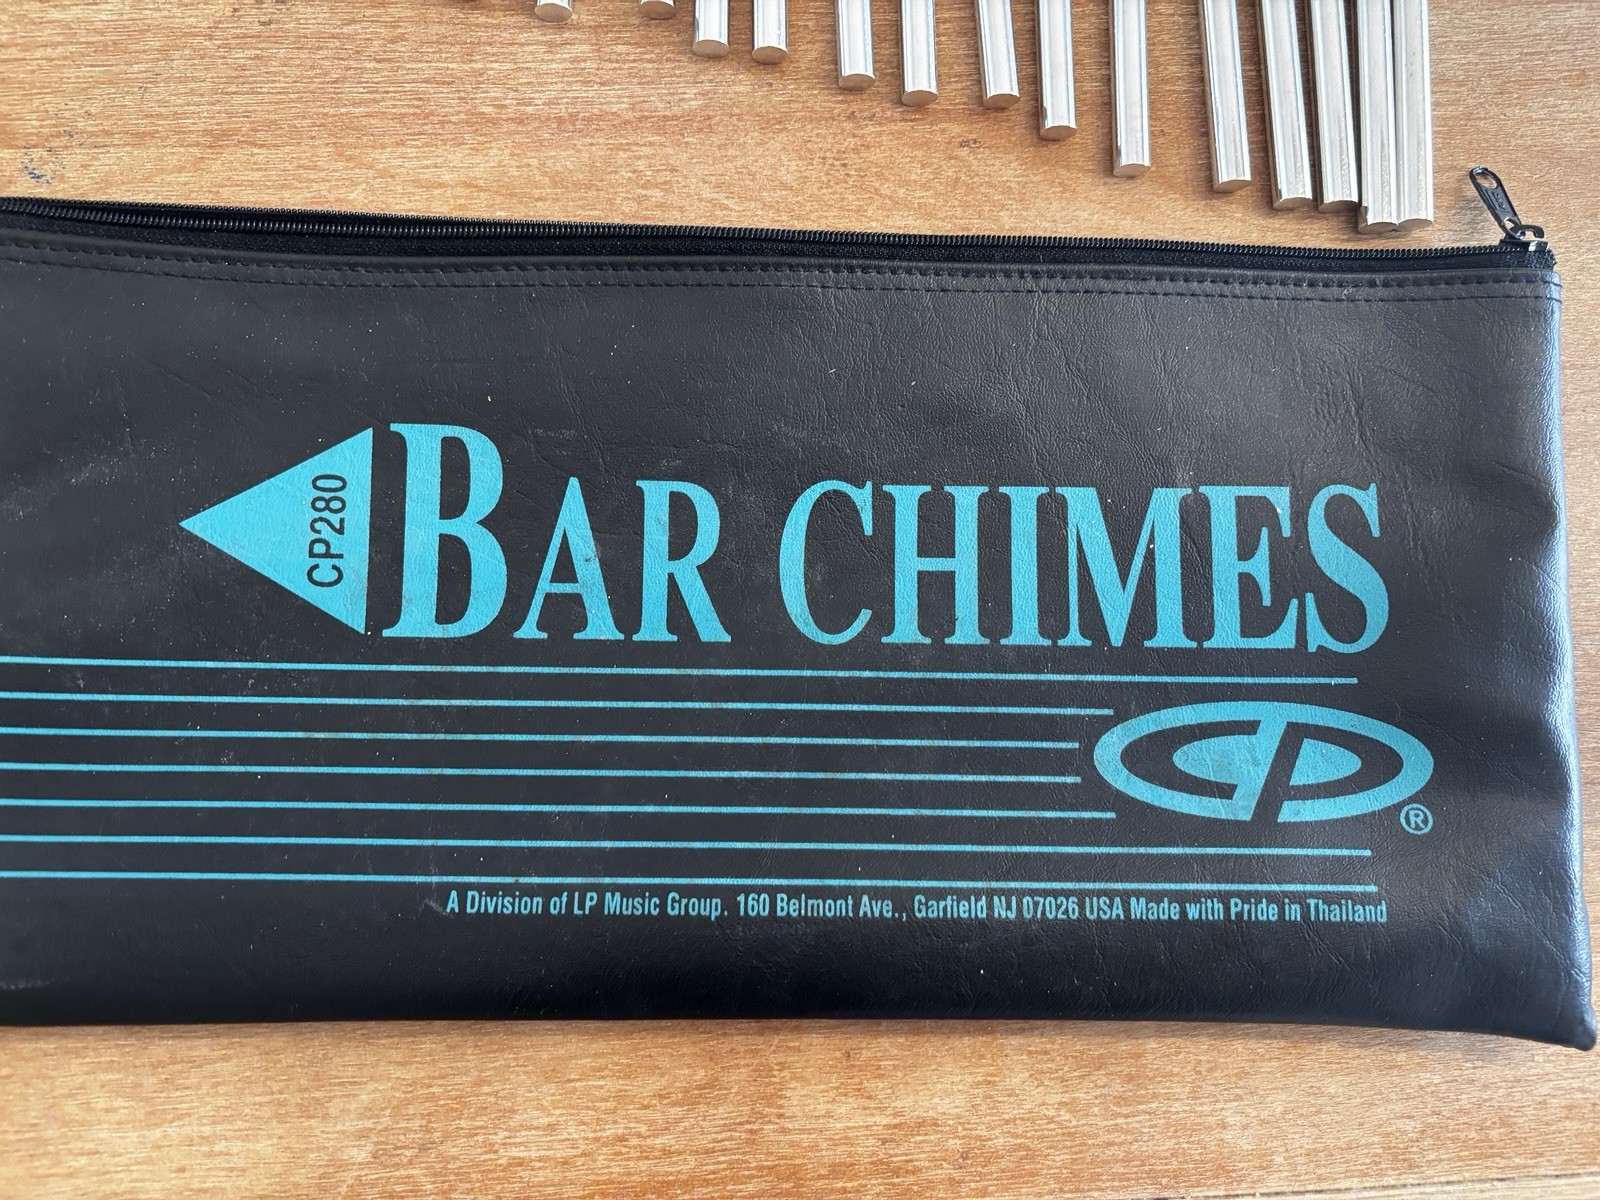 CP280
BAR CHIMES
CP®
A Division of LP Music Group. 160 Belmont Ave., Garfield NJ 07026 USA Made with Pride in Thailand